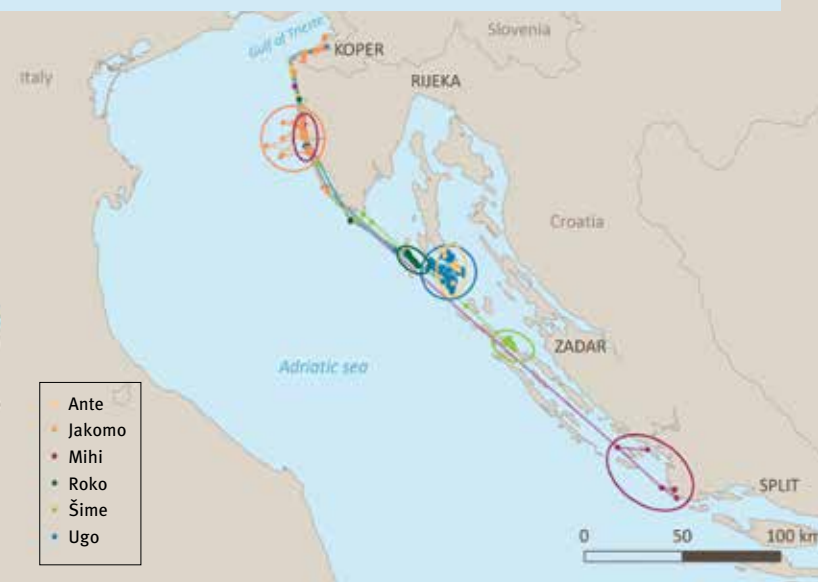 Gulf of Trieste
Slovenia
KOPER
Italy
RIJEKA
Croatia
ZADAR
Adriatic sea
Ante
Jakomo
Mihi
Roko
Šime
Ugo
SPLIT
0 50 100 km